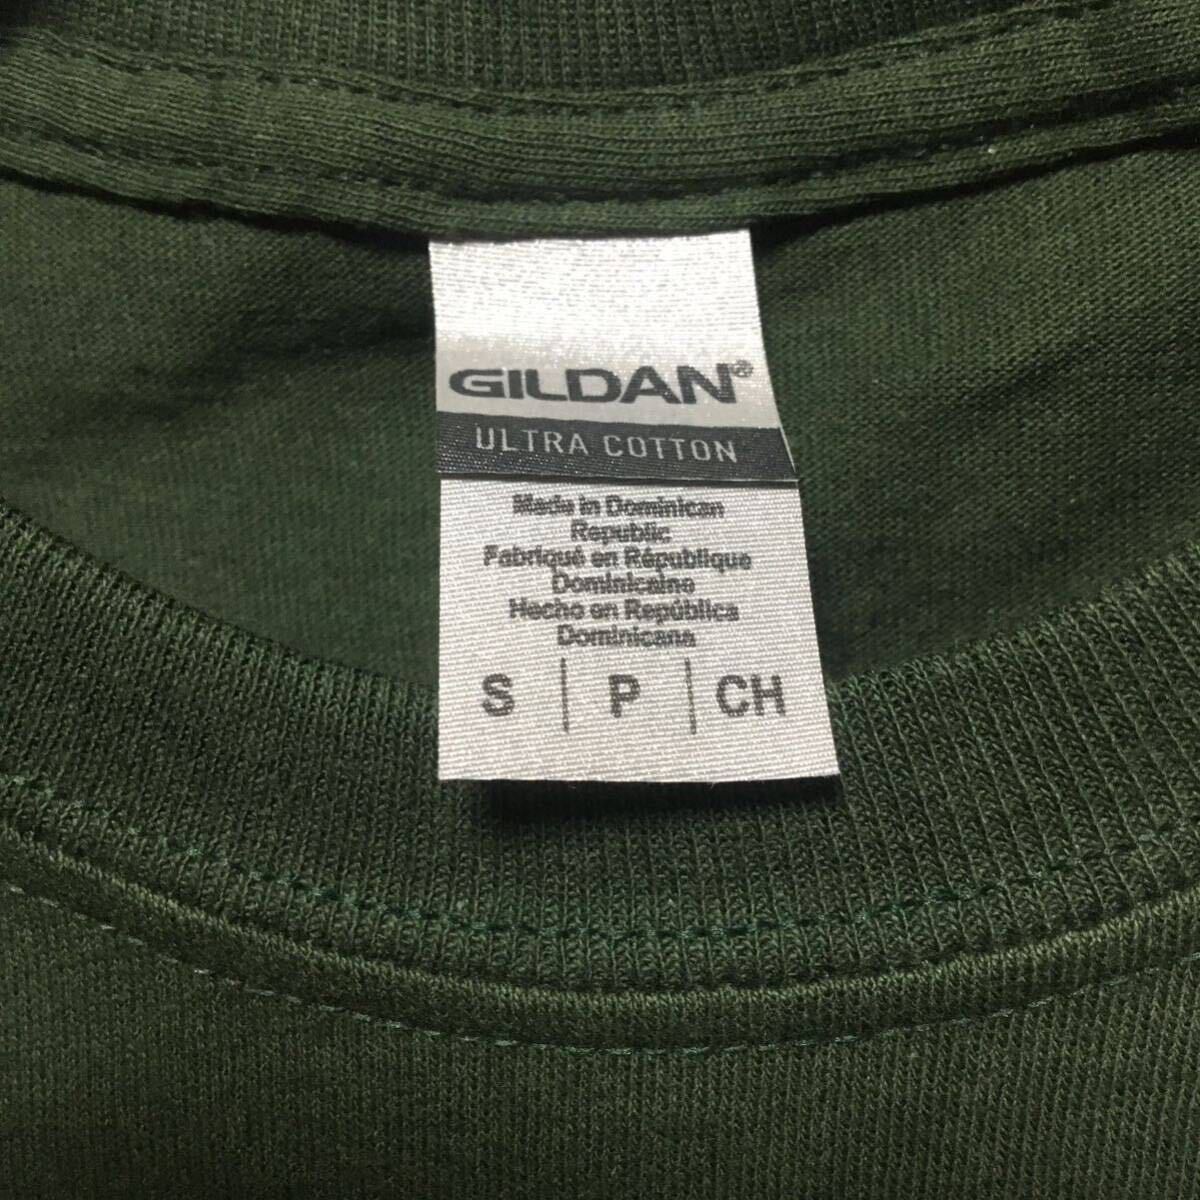 GILDAN®
ULTRA COTTON
Made in Dominican
Republic
Fabriqué en République
Dominicaine
Hecho en República
Dominicana
S | P | CH